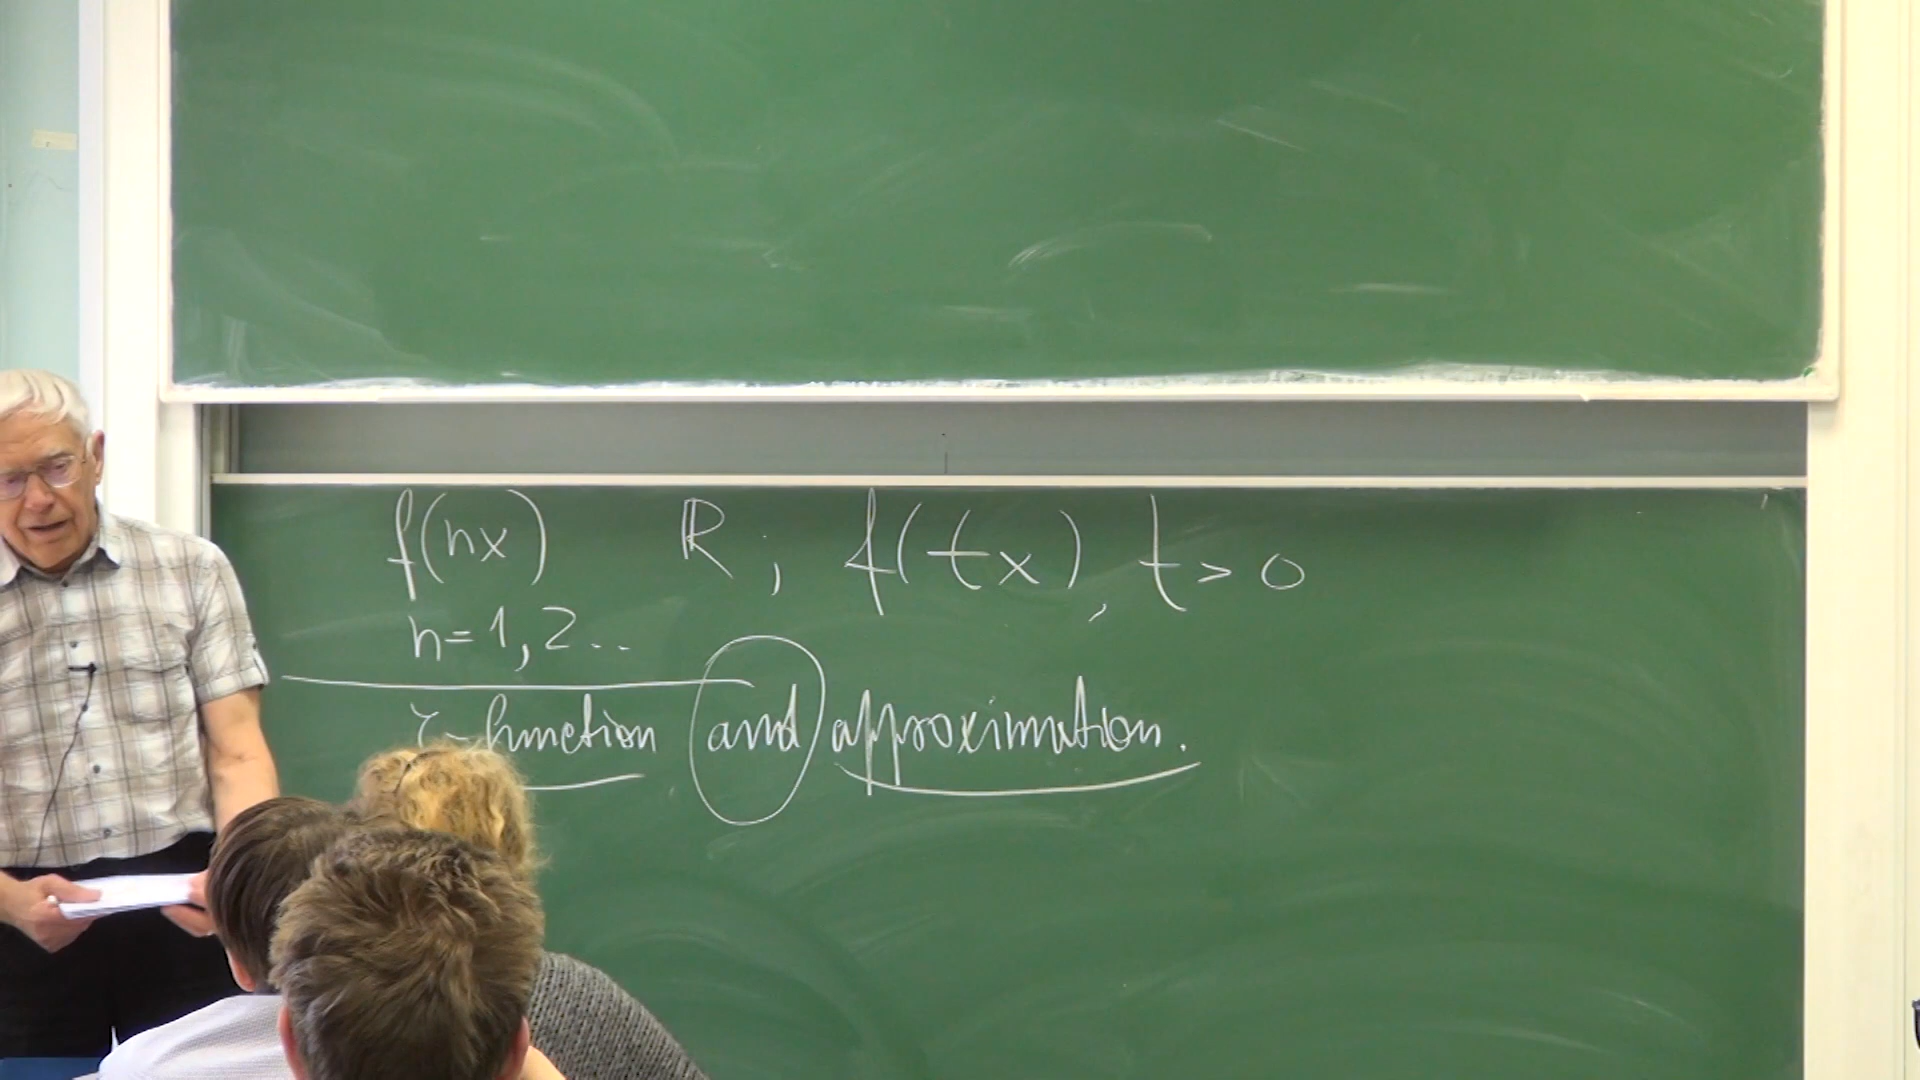 f(nx) ℝ ; f(tx), t > 0
n=1,2..
ζ-function and approximation.